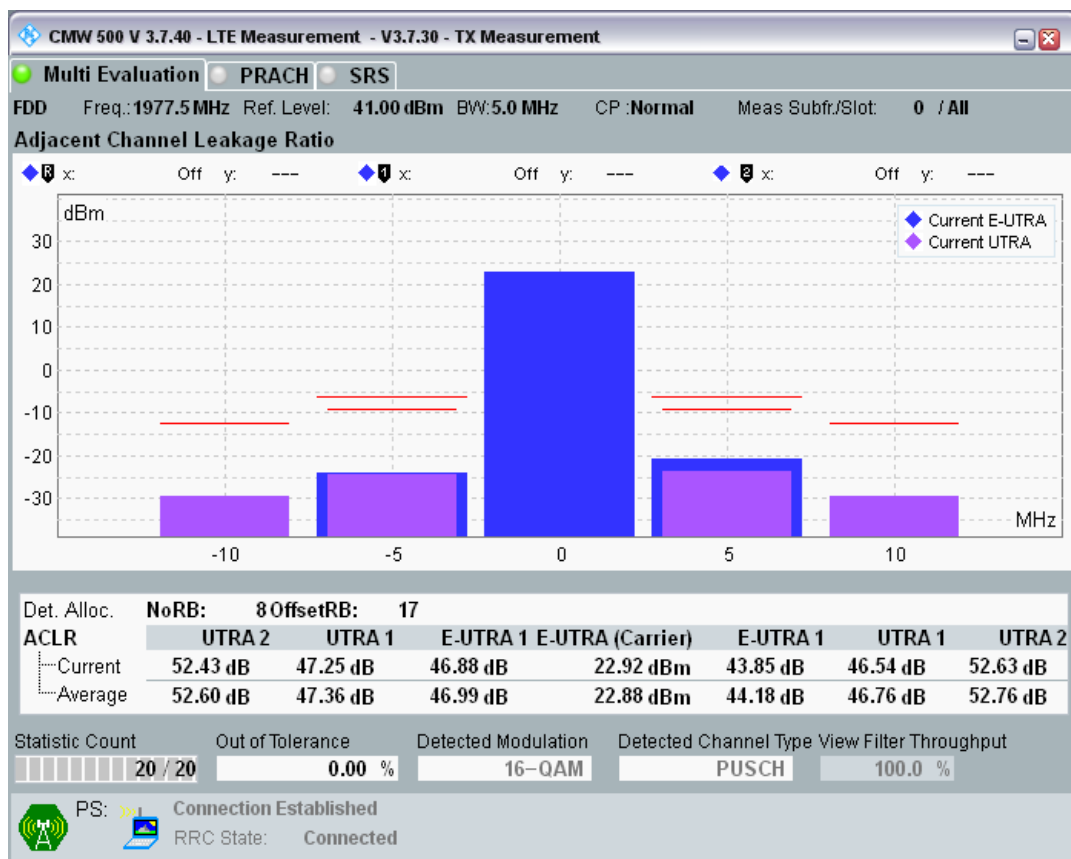 CMW 500 V 3.7.40 - LTE Measurement - V3.7.30 - TX Measurement
Multi Evaluation PRACH SRS
FDD Freq.: 1977.5 MHz Ref. Level: 41.00 dBm BW: 5.0 MHz CP : Normal Meas Subfr./Slot: 0 / All
Adjacent Channel Leakage Ratio
R x: Off y: --- 1 x: Off y: --- 2 x: Off y: ---
dBm
Current E-UTRA
Current UTRA
30
20
10
0
-10
-20
-30
MHz
-10 -5 0 5 10
Det. Alloc. NoRB: 8 OffsetRB: 17
ACLR UTRA 2 UTRA 1 E-UTRA 1 E-UTRA (Carrier) E-UTRA 1 UTRA 1 UTRA 2
Current 52.43 dB 47.25 dB 46.88 dB 22.92 dBm 43.85 dB 46.54 dB 52.63 dB
Average 52.60 dB 47.36 dB 46.99 dB 22.88 dBm 44.18 dB 46.76 dB 52.76 dB
Statistic Count Out of Tolerance Detected Modulation Detected Channel Type View Filter Throughput
20 / 20 0.00 % 16-QAM PUSCH 100.0 %
PS: Connection Established
RRC State: Connected